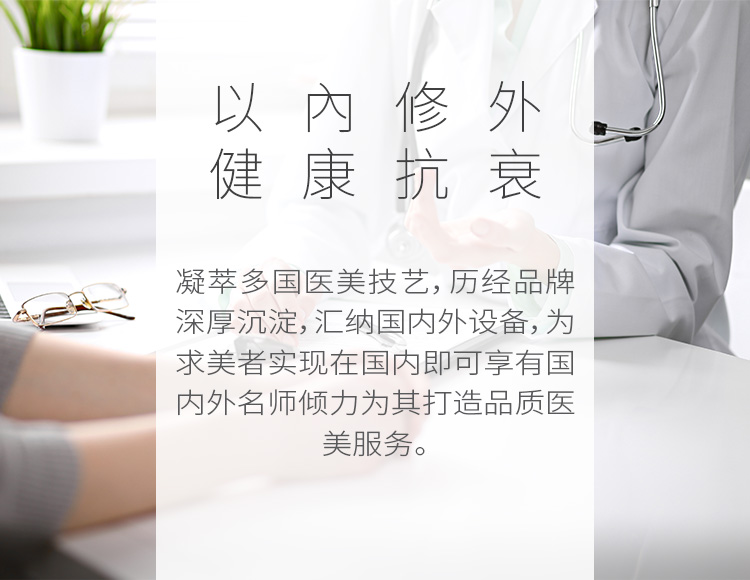 以內修外
健康抗衰
凝萃多国医美技艺，历经品牌
深厚沉淀，汇纳国内外设备，为
求美者实现在国内即可享有国
内外名师倾力为其打造品质医
美服务。